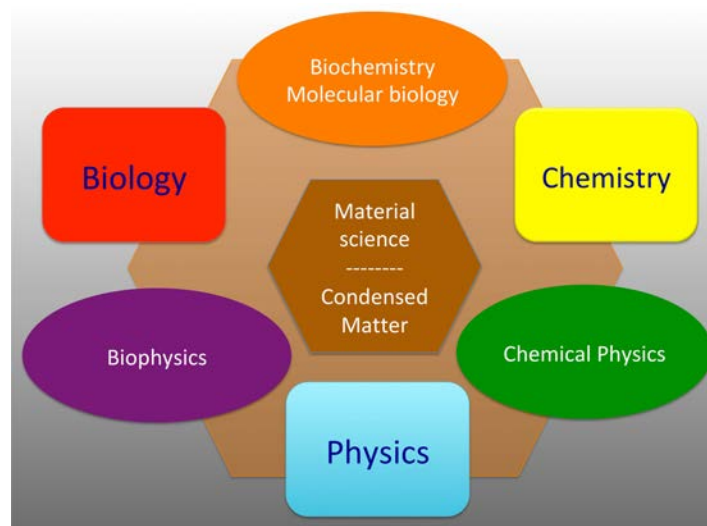 Biochemistry
Molecular biology
Biology
Chemistry
Material
science
--------
Condensed
Matter
Biophysics
Chemical Physics
Physics